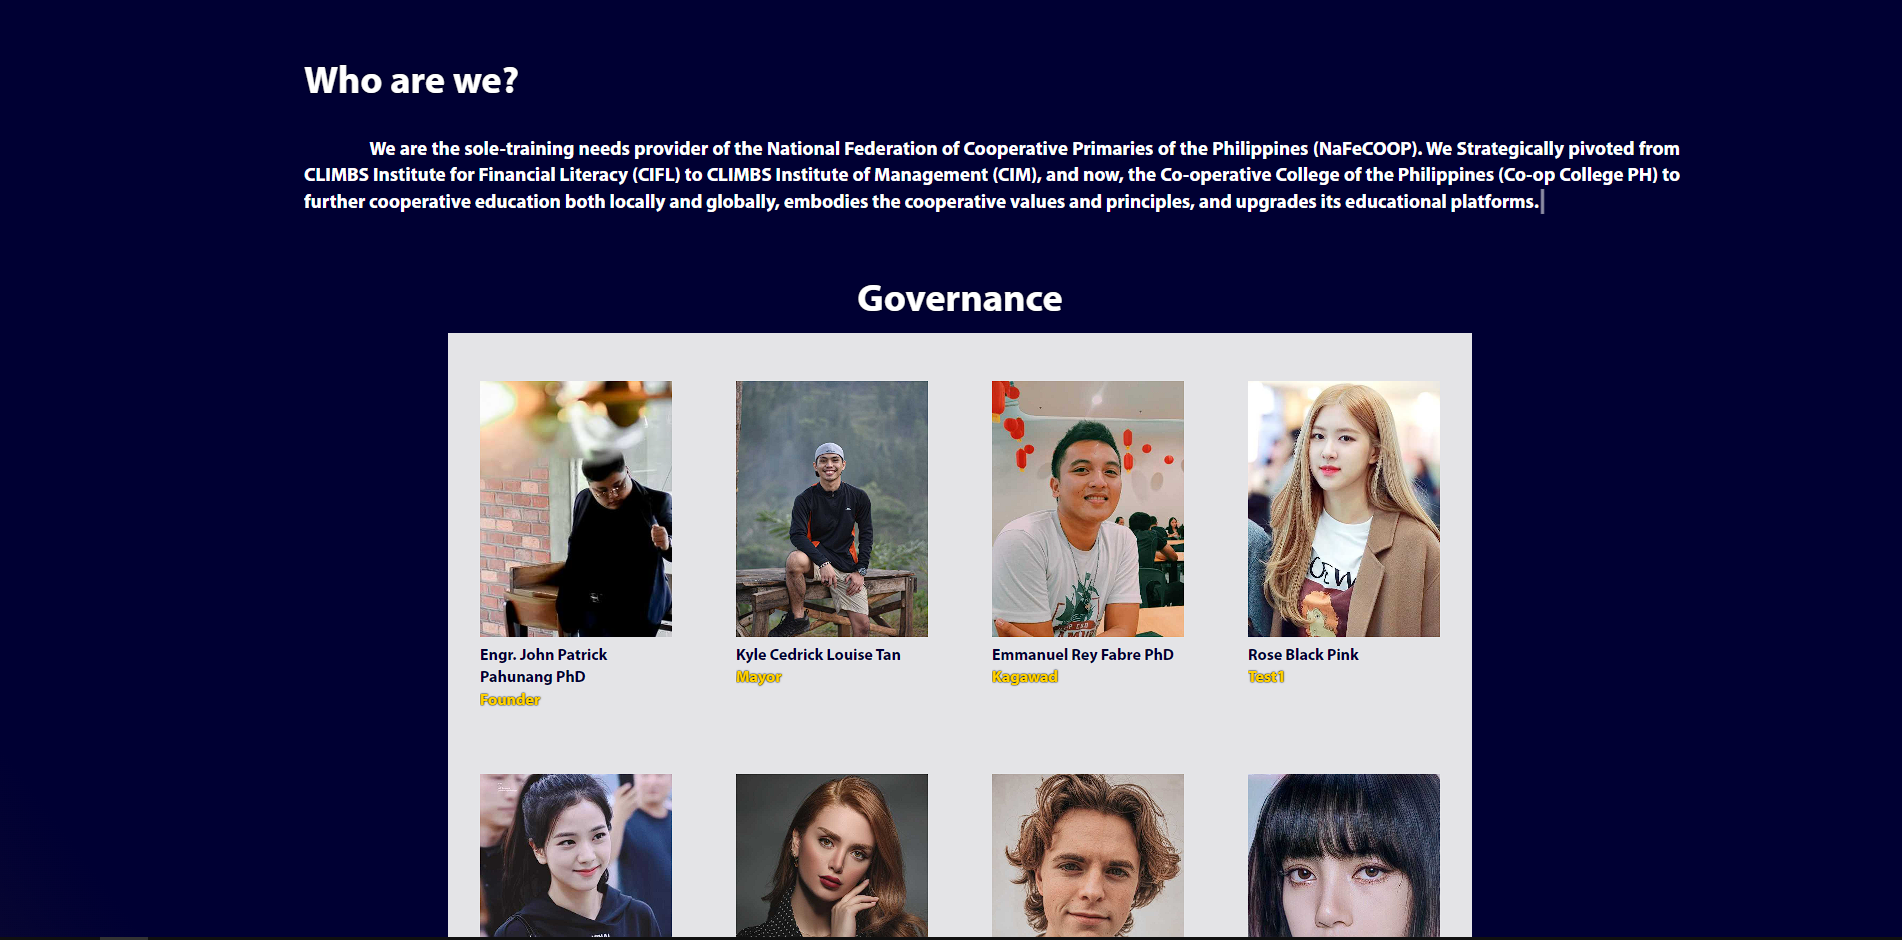 Who are we?
We are the sole-training needs provider of the National Federation of Cooperative Primaries of the Philippines (NaFeCOOP). We Strategically pivoted from
CLIMBS Institute for Financial Literacy (CIFL) to CLIMBS Institute of Management (CIM), and now, the Co-operative College of the Philippines (Co-op College PH) to
further cooperative education both locally and globally, embodies the cooperative values and principles, and upgrades its educational platforms.
Governance
Engr. John Patrick
Pahunang PhD
Founder
Kyle Cedrick Louise Tan
Mayor
Emmanuel Rey Fabre PhD
Kagawad
Rose Black Pink
Test1